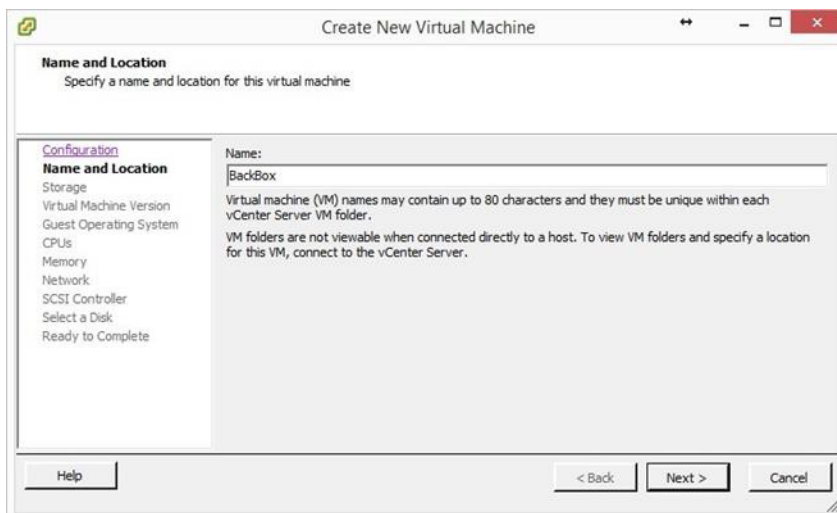 Create New Virtual Machine
Name and Location
Specify a name and location for this virtual machine
Configuration
Name and Location
Storage
Virtual Machine Version
Guest Operating System
CPUs
Memory
Network
SCSI Controller
Select a Disk
Ready to Complete
Name:
BackBox
Virtual machine (VM) names may contain up to 80 characters and they must be unique within each
vCenter Server VM folder.
VM folders are not viewable when connected directly to a host. To view VM folders and specify a location
for this VM, connect to the vCenter Server.
Help
< Back
Next >
Cancel